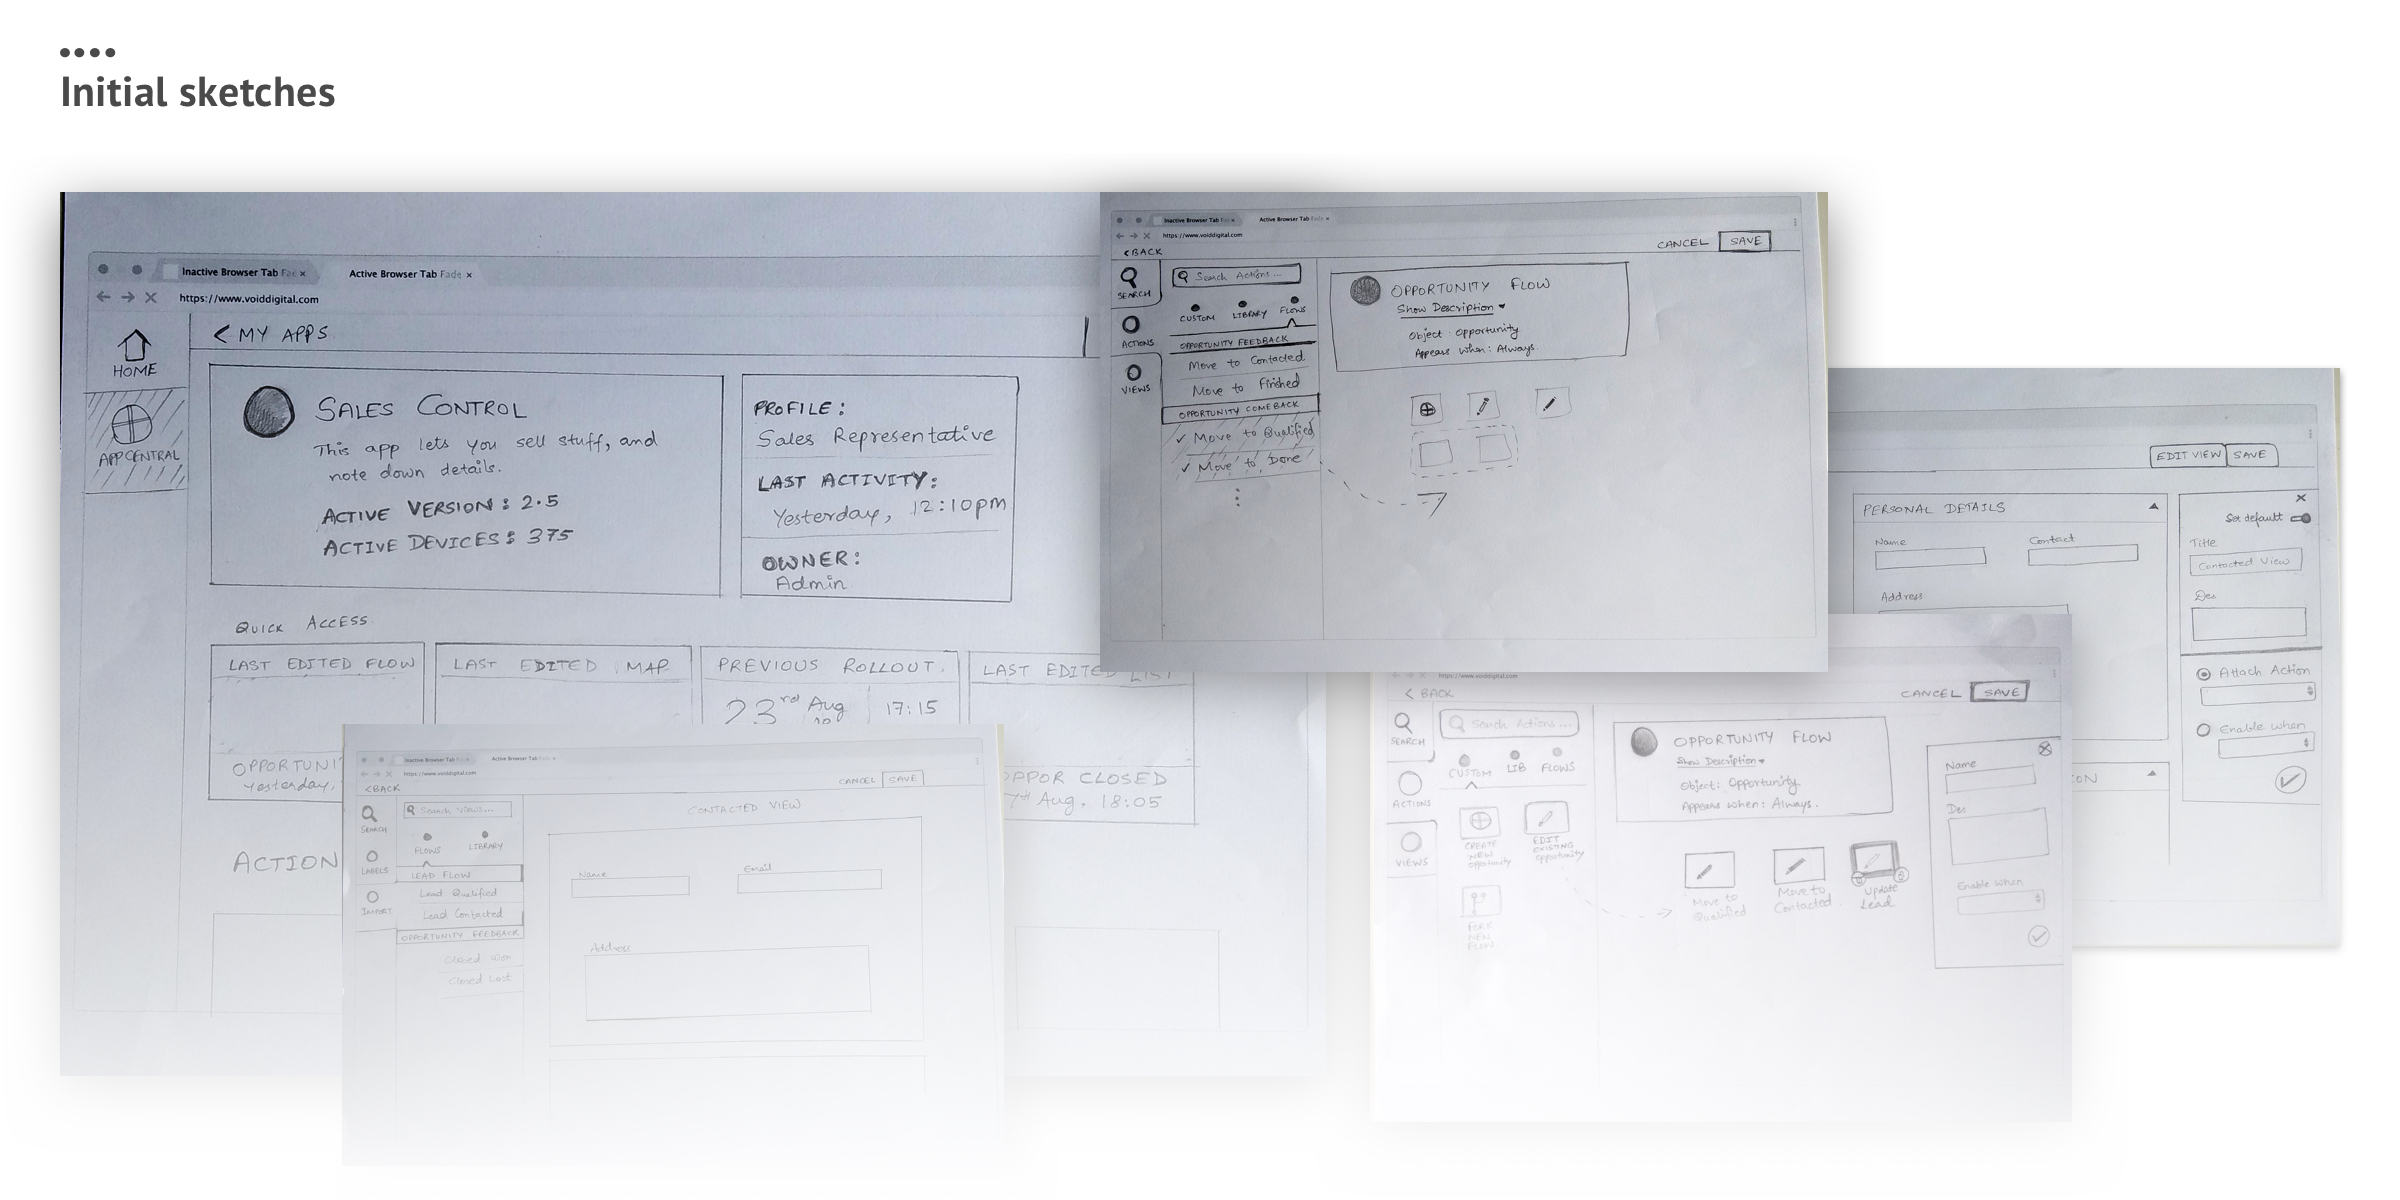 Initial sketches
Inactive Browser Tab Fad ×
Active Browser Tab Fade ×
https://www.voiddigital.com
HOME
APP CENTRAL
< MY APPS
SALES CONTROL
This app lets you sell stuff, and
note down details.
ACTIVE VERSION: 2.5
ACTIVE DEVICES: 375
PROFILE:
Sales Representative
LAST ACTIVITY:
Yesterday, 12:10pm
OWNER:
Admin
QUICK ACCESS
LAST EDITED FLOW
LAST EDITED MAP
PREVIOUS ROLLOUT.
LAST EDITED LIST
23rd Aug
17:15
OPPORTUNI
Yesterday,
OPPOR CLOSED
7th Aug. 18:05
ACTION
Inactive Browser Tab Fad ×
Active Browser Tab Fade ×
https://www.voiddigital.com
< BACK
CANCEL
SAVE
SEARCH
ACTIONS
VIEWS
Search Actions...
CUSTOM
LIBRARY
FLOWS
OPPORTUNITY FEEDBACK
Move to Contacted
Move to Finished
OPPORTUNITY COMEBACK
✓ Move to Qualified
✓ Move to Done
OPPORTUNITY FLOW
Show Description
Object: Opportunity
Appears when: Always.
EDIT VIEW
SAVE
PERSONAL DETAILS
Name
Contact
Address
ON
×
Set default
Title
Contacted View
Des
Attach Action
Enable when
Inactive Browser Tab Fad ×
Active Browser Tab Fade ×
https://www.voiddigital.com
<BACK
CANCEL
SAVE
SEARCH
LABELS
IMPORT
Search Views...
FLOWS
LIBRARY
LEAD FLOW
Lead Qualified
Lead Contacted
OPPORTUNITY FEEDBACK
Closed Won
Closed Lost
CONTACTED VIEW
Name
Email
Address
https://www.voiddigital.com
< BACK
CANCEL
SAVE
SEARCH
ACTIONS
VIEWS
Search Actions...
CUSTOM
LIB
FLOWS
CREATE
NEW
Opportunity
EDIT
EXISTING
Opportunity
FORK
NEW
FLOW
OPPORTUNITY FLOW
Show Description
Object: Opportunity
Appears when: Always.
Move to
Qualified
Move to
Contacted
Update
Lead
Name
Des
Enable when